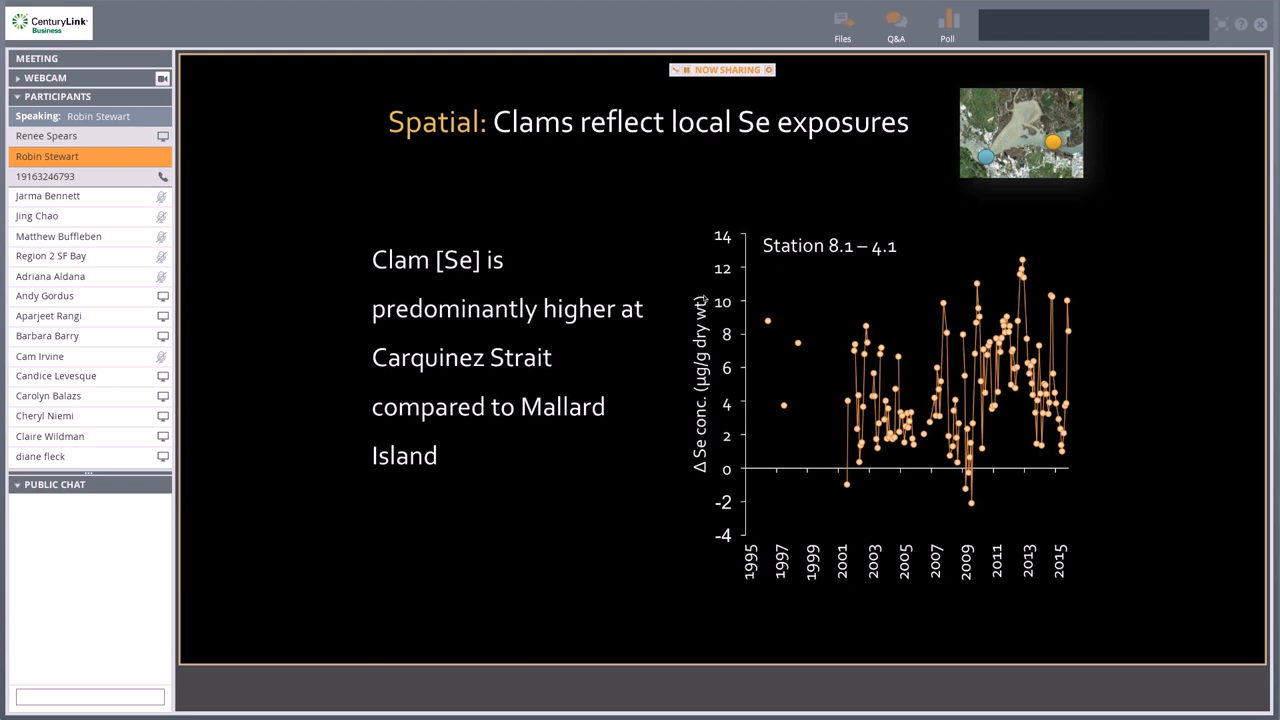 CenturyLink
Business
Files
Q&A
Poll
MEETING
WEBCAM
PARTICIPANTS
Speaking: Robin Stewart
Renee Spears
Robin Stewart
19163246793
Jarma Bennett
Jing Chao
Matthew Buffleben
Region 2 SF Bay
Adriana Aldana
Andy Gordus
Aparjeet Rangi
Barbara Barry
Cam Irvine
Candice Levesque
Carolyn Balazs
Cheryl Niemi
Claire Wildman
diane fleck
PUBLIC CHAT
NOW SHARING
Spatial: Clams reflect local Se exposures
Clam [Se] is
predominantly higher at
Carquinez Strait
compared to Mallard
Island
Station 8.1 – 4.1
Δ Se conc. (µg/g dry wt)
14
12
10
8
6
4
2
0
-2
-4
1995
1997
1999
2001
2003
2005
2007
2009
2011
2013
2015